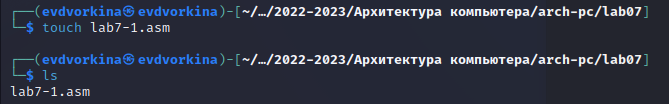 ┌──(evdvorkina㉿evdvorkina)-[~/…/2022-2023/Архитектура компьютера/arch-pc/lab07]
└─$ touch lab7-1.asm
┌──(evdvorkina㉿evdvorkina)-[~/…/2022-2023/Архитектура компьютера/arch-pc/lab07]
└─$ ls
lab7-1.asm